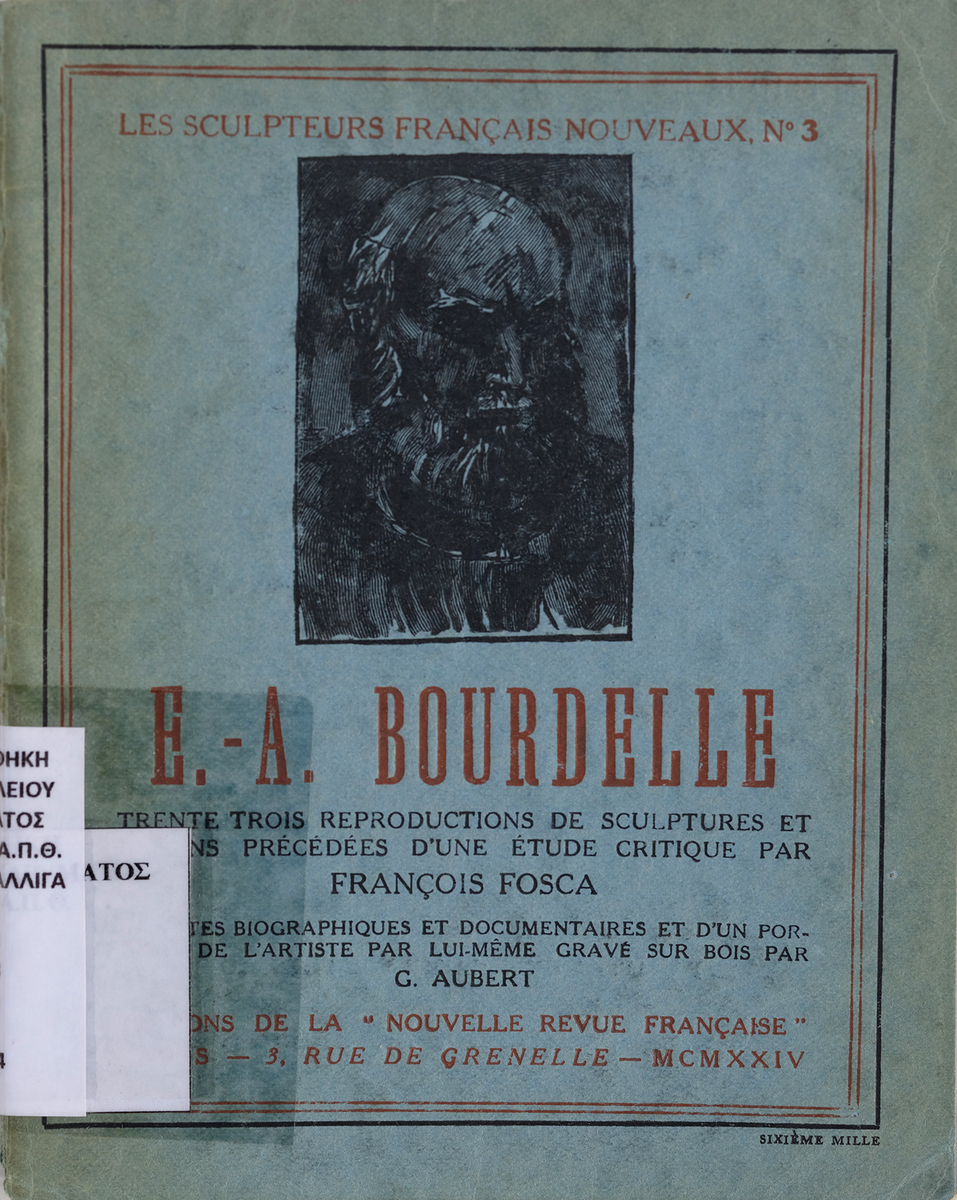 LES SCULPTEURS FRANÇAIS NOUVEAUX, Nº 3
E.-A. BOURDELLE
TRENTE TROIS REPRODUCTIONS DE SCULPTURES ET
NS PRÉCÉDÉES D'UNE ÉTUDE CRITIQUE PAR
FRANÇOIS FOSCA
TES BIOGRAPHIQUES ET DOCUMENTAIRES ET D'UN POR-
DE L'ARTISTE PAR LUI-MÊME GRAVÉ SUR BOIS PAR
G. AUBERT
ONS DE LA "NOUVELLE REVUE FRANÇAISE"
S — 3, RUE DE GRENELLE — MCMXXIV
SIXIÈME MILLE
ΘΗΚΗ
ΛΕΙΟΥ
ΑΤΟΣ
Α.Π.Θ.
ΑΛΛΙΓΑ
4
ΑΤΟΣ